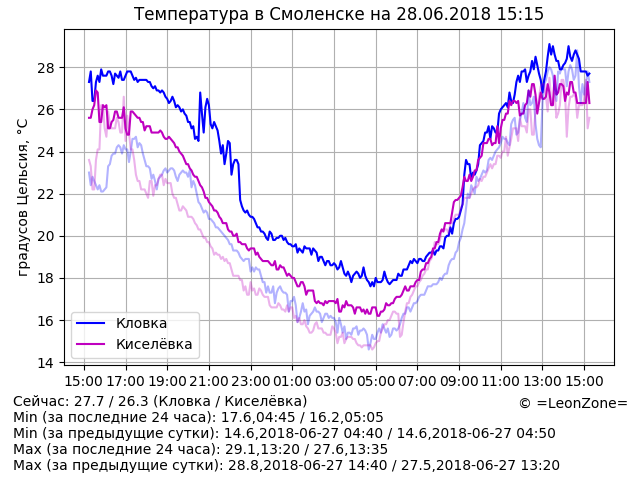 Температура в Смоленске на 28.06.2018 15:15
градусов Цельсия, °C
28
26
24
22
20
18
16
14
Кловка
Киселёвка
15:00 17:00 19:00 21:00 23:00 01:00 03:00 05:00 07:00 09:00 11:00 13:00 15:00
Сейчас: 27.7 / 26.3 (Кловка / Киселёвка)
© =LeonZone=
Min (за последние 24 часа): 17.6,04:45 / 16.2,05:05
Min (за предыдущие сутки): 14.6,2018-06-27 04:40 / 14.6,2018-06-27 04:50
Max (за последние 24 часа): 29.1,13:20 / 27.6,13:35
Max (за предыдущие сутки): 28.8,2018-06-27 14:40 / 27.5,2018-06-27 13:20